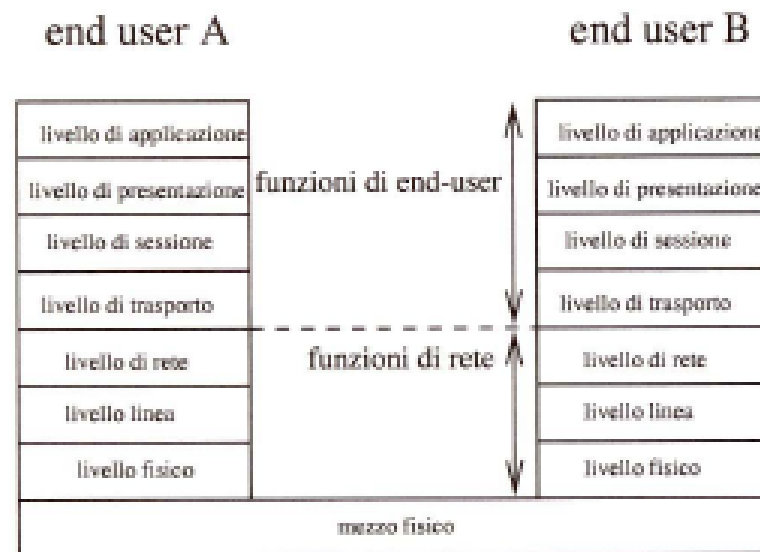 end user A
end user B
livello di applicazione
livello di applicazione
livello di presentazione
funzioni di end-user
livello di presentazione
livello di sessione
livello di sessione
livello di trasporto
livello di trasporto
livello di rete
funzioni di rete
livello di rete
livello linea
livello linea
livello fisico
livello fisico
mezzo fisico